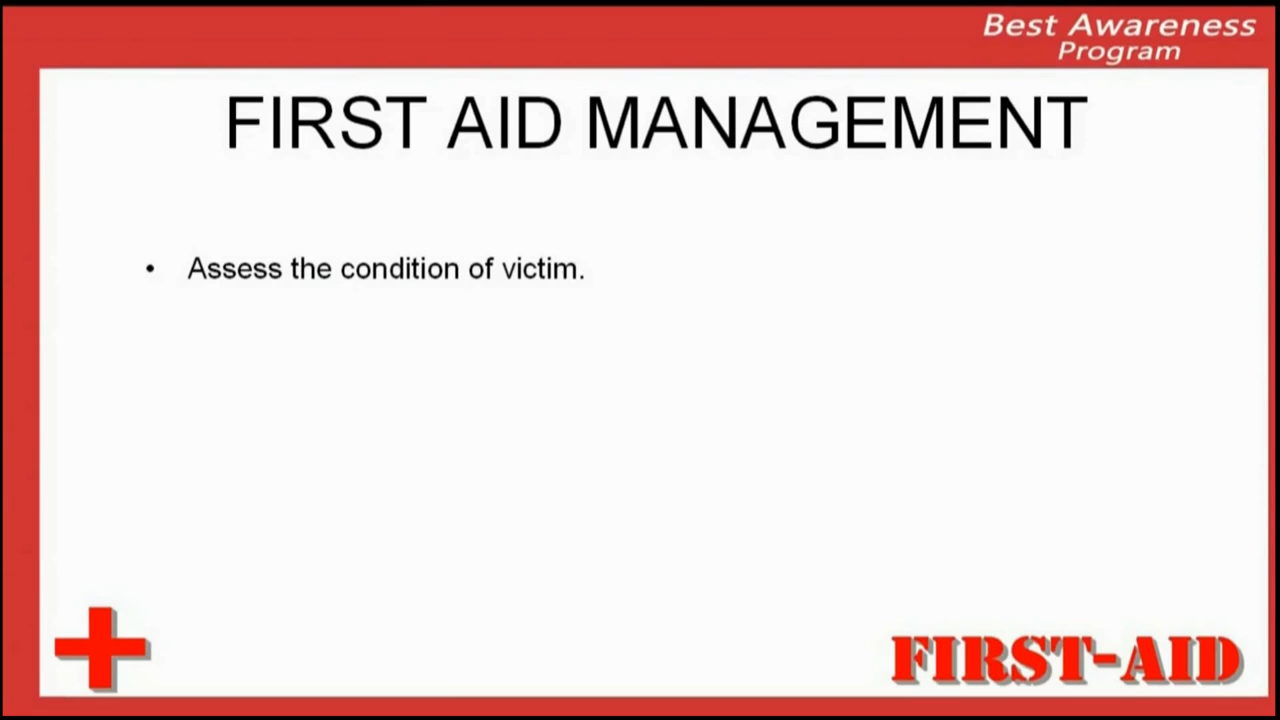 Best Awareness
Program
FIRST AID MANAGEMENT
• Assess the condition of victim.
FIRST-AID